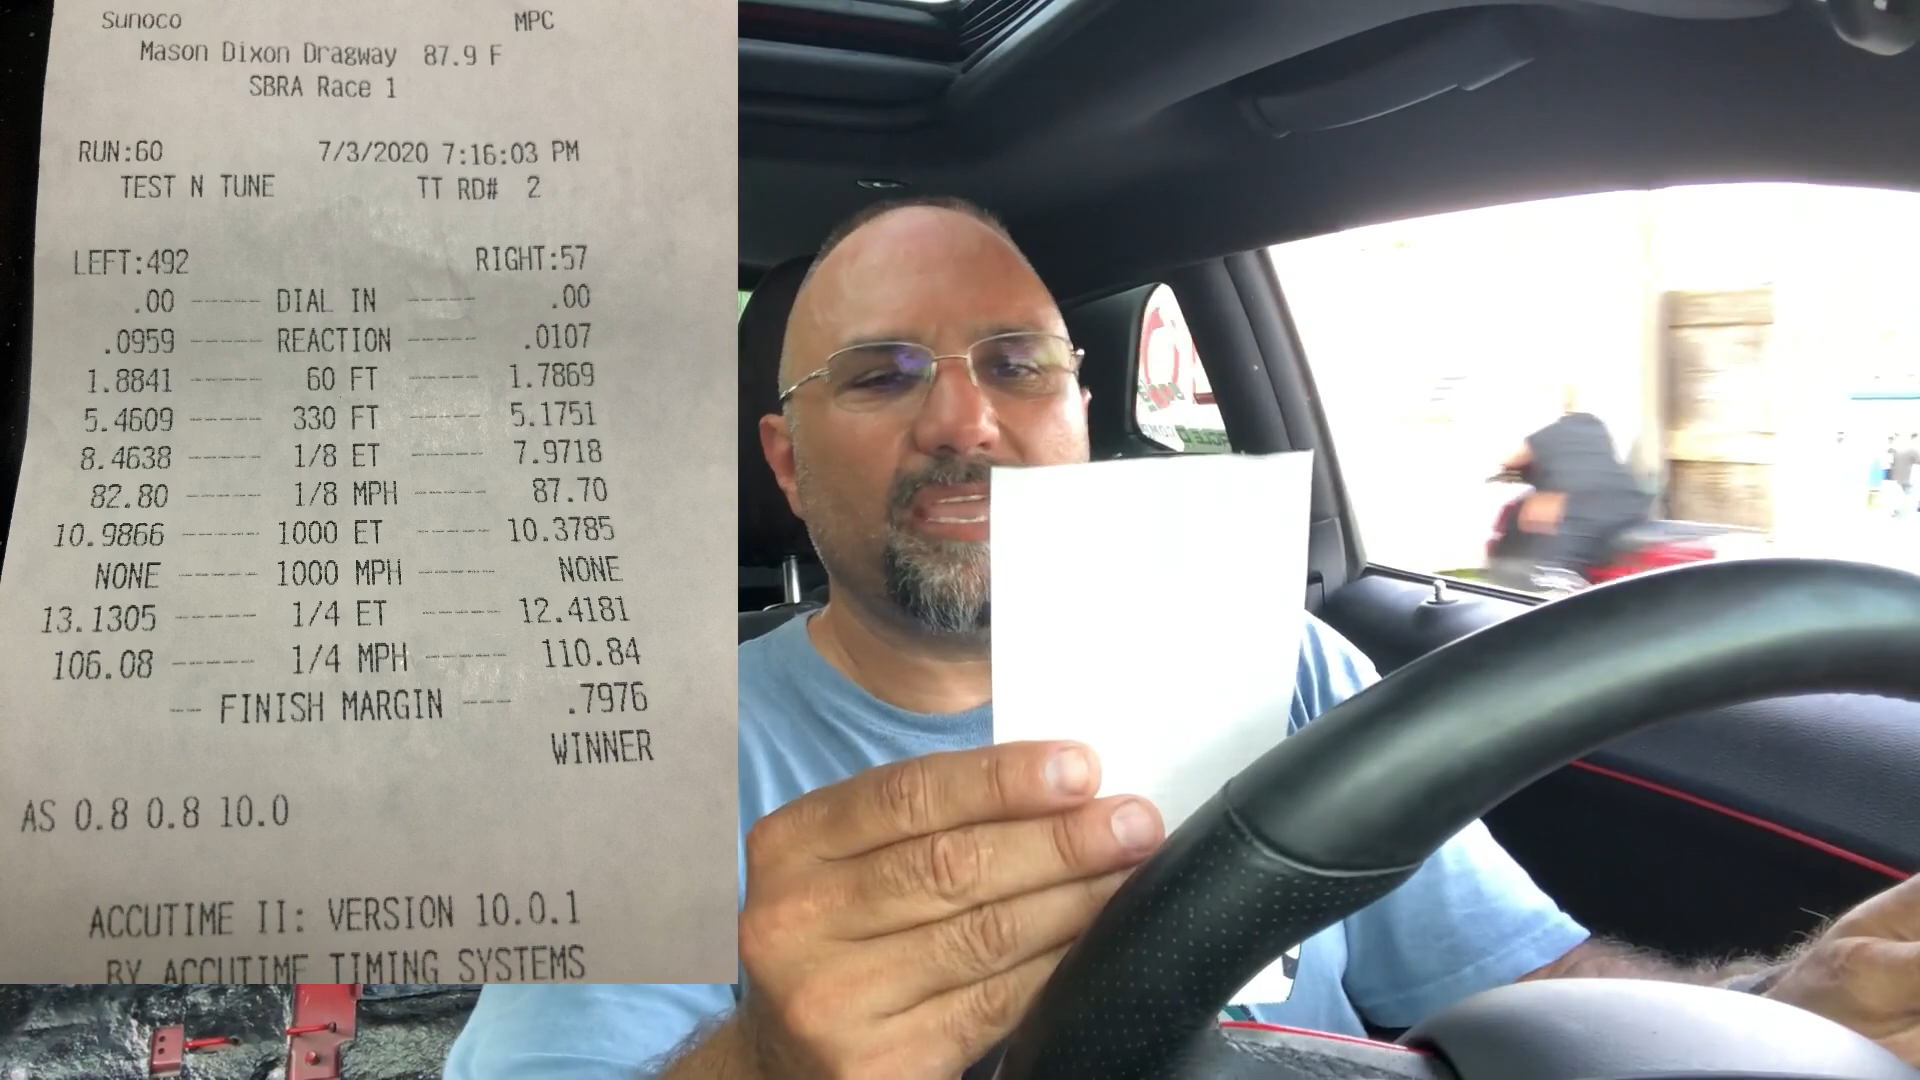 Sunoco MPC
Mason Dixon Dragway 87.9 F
SBRA Race 1
RUN:60 7/3/2020 7:16:03 PM
TEST N TUNE TT RD# 2
LEFT:492 RIGHT:57
.00 ----- DIAL IN ----- .00
.0959 ----- REACTION ----- .0107
1.8841 ----- 60 FT ----- 1.7869
5.4609 ----- 330 FT ----- 5.1751
8.4638 ----- 1/8 ET ----- 7.9718
82.80 ----- 1/8 MPH ----- 87.70
10.9866 ----- 1000 ET ----- 10.3785
NONE ----- 1000 MPH ----- NONE
13.1305 ----- 1/4 ET ----- 12.4181
106.08 ----- 1/4 MPH ----- 110.84
-- FINISH MARGIN --- .7976
WINNER
AS 0.8 0.8 10.0
ACCUTIME II: VERSION 10.0.1
BY ACCUTIME TIMING SYSTEMS